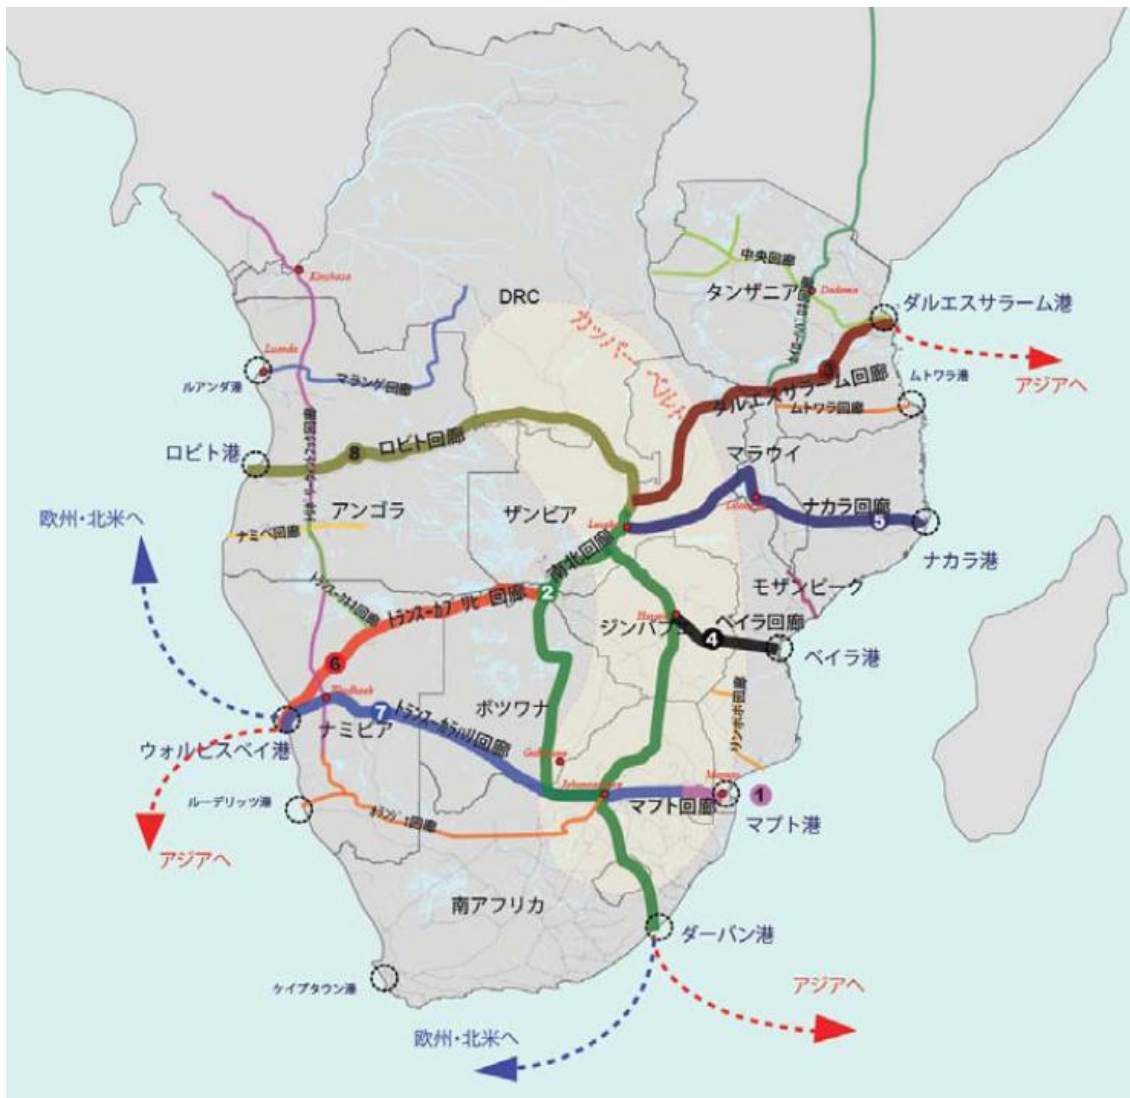 Kinshasa
DRC
中央回廊
タンザニア
Dodoma
ダルエスサラーム港
アジアへ
カッパー
ベルト
Luanda
ルアンダ港
マランゲ回廊
3
ダルエスサラーム回廊
ムトワラ港
ムトワラ回廊
ロビト港
8
ロビト回廊
マラウイ
欧州・北米へ
アンゴラ
ザンビア
Lusaka
Lilongwe
ナカラ回廊
5
ナカラ港
ナミベ回廊
南北回廊
2
トランスーカプリビ 回廊
モザンビーク
Harare
ジンバブエ
ベイラ回廊
4
ベイラ港
6
Windhoek
7
トランスーカラハリ回廊
ボツワナ
リンポポ回廊
ナミビア
ウォルビスベイ港
Gaborone
Johannesburg
Maputo
1
マプト回廊
マプト港
ルーデリッツ港
アジアへ
南アフリカ
ダーバン港
ケイプタウン港
アジアへ
欧州・北米へ